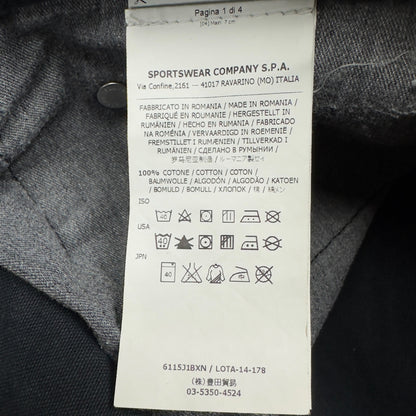 Pagina 1 di 4
SPORTSWEAR COMPANY S.P.A.
Via Confine,2161 — 41017 RAVARINO (MO) ITALIA
FABBRICATO IN ROMANIA / MADE IN ROMANIA /
FABRIQUÉ EN ROUMANIE / HERGESTELLT IN
RUMÄNIEN / HECHO EN RUMANIA / FABRICADO
NA ROMÉNIA / VERVAARDIGD IN ROEMENIË /
FREMSTILLET I RUMÆNIEN / TILLVERKAD I
RUMÄNIEN / СДЕЛАНО В РУМЫНИИ /
罗马尼亚制造 / ルーマニア製
100% COTONE / COTTON / COTON /
BAUMWOLLE / ALGODÓN / ALGODÃO / KATOEN
/ BOMULD / BOMULL / ХЛОПОК / 棉 / 綿
ISO
USA
40
JPN
40
6115J1BXN / LOTA-14-178
(株)豊田貿易
03-5350-4524